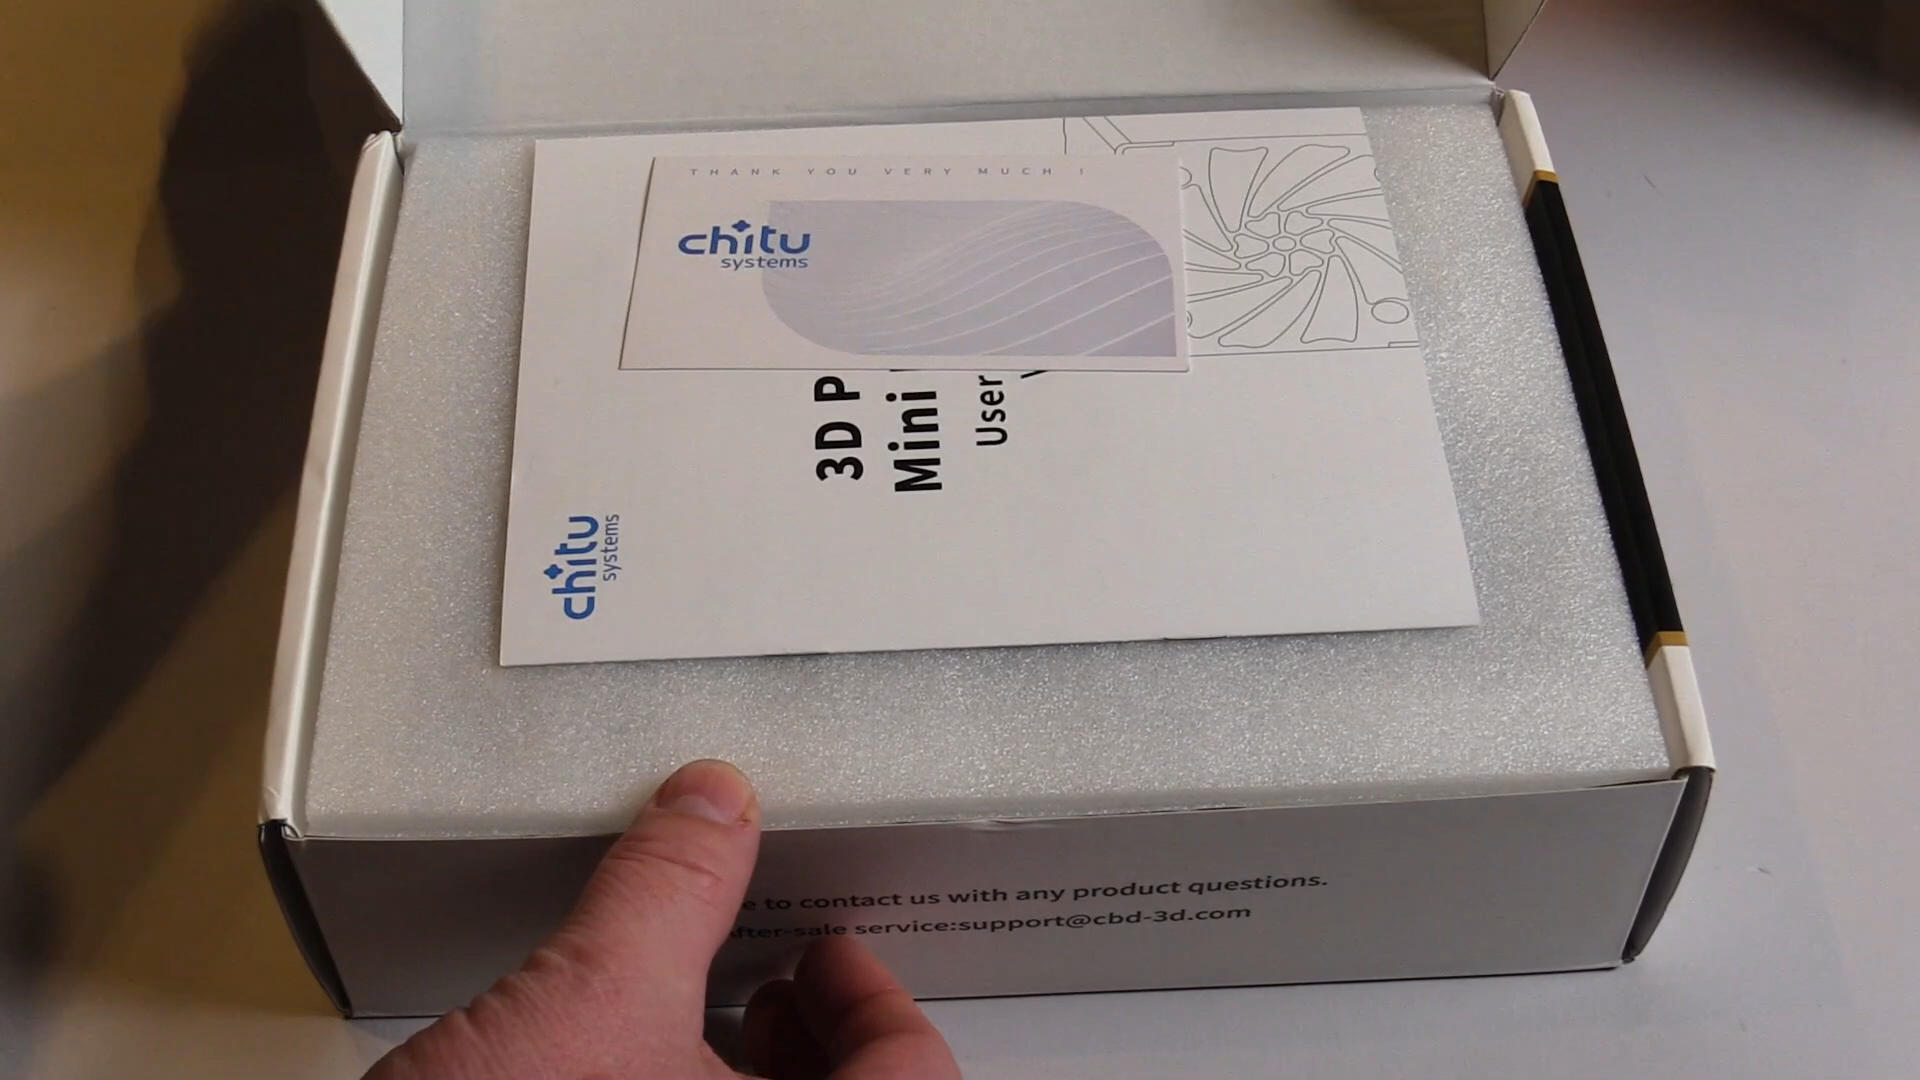 THANK YOU VERY MUCH !
chitu
systems
3D P
Mini
User
chitu
systems
e to contact us with any product questions.
fter-sale service:support@cbd-3d.com